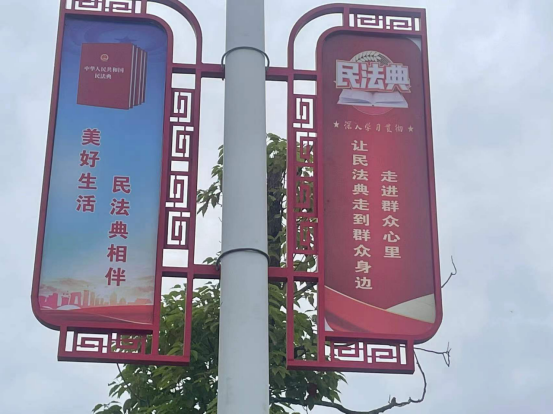 中华人民共和国
民法典
美好生活
民法典相伴
民法典
深入学习贯彻
让民法典走到群众身边
走进群众心里